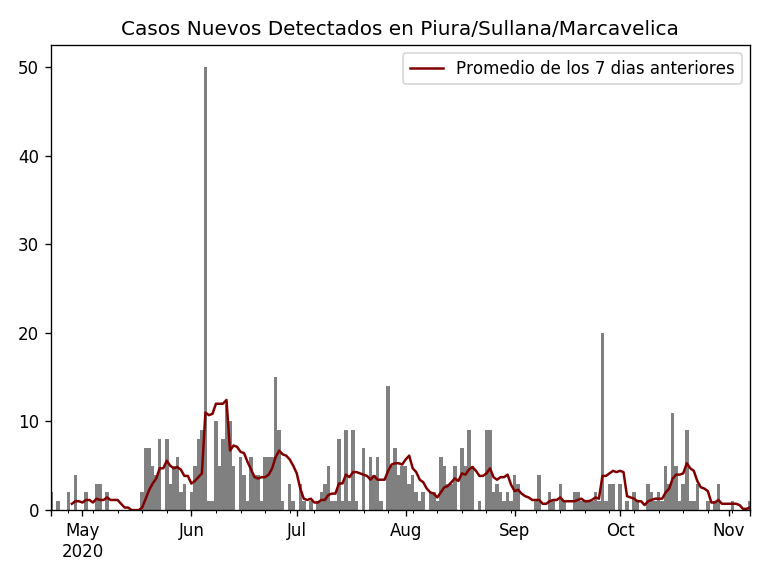 Casos Nuevos Detectados en Piura/Sullana/Marcavelica
Promedio de los 7 dias anteriores
50
40
30
20
10
0
May Jun Jul Aug Sep Oct Nov
2020